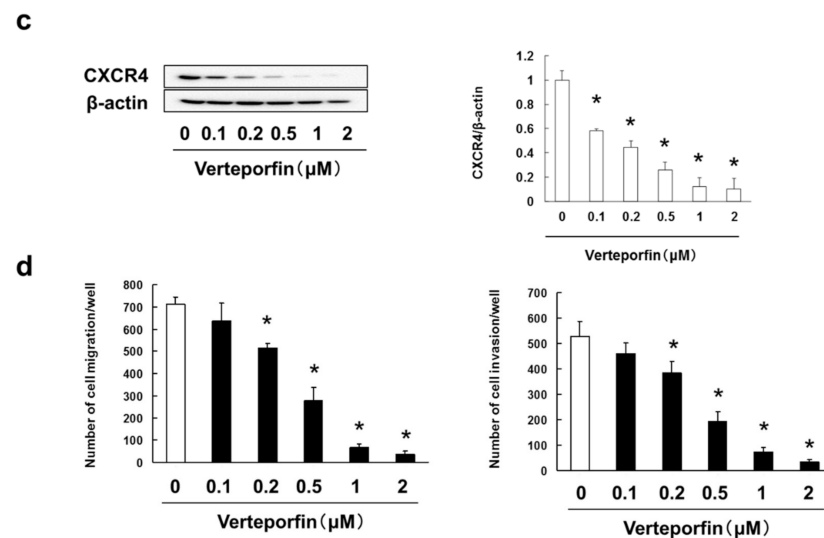 c
CXCR4
β-actin
0 0.1 0.2 0.5 1 2
Verteporfin(μM)
CXCR4/β-actin
1.2
1
0.8
0.6
0.4
0.2
0
* * * * *
0 0.1 0.2 0.5 1 2
Verteporfin(μM)
d
Number of cell migration/well
800
700
600
500
400
300
200
100
0
* * * *
0 0.1 0.2 0.5 1 2
Verteporfin(μM)
Number of cell invasion/well
700
600
500
400
300
200
100
0
* * * *
0 0.1 0.2 0.5 1 2
Verteporfin(μM)